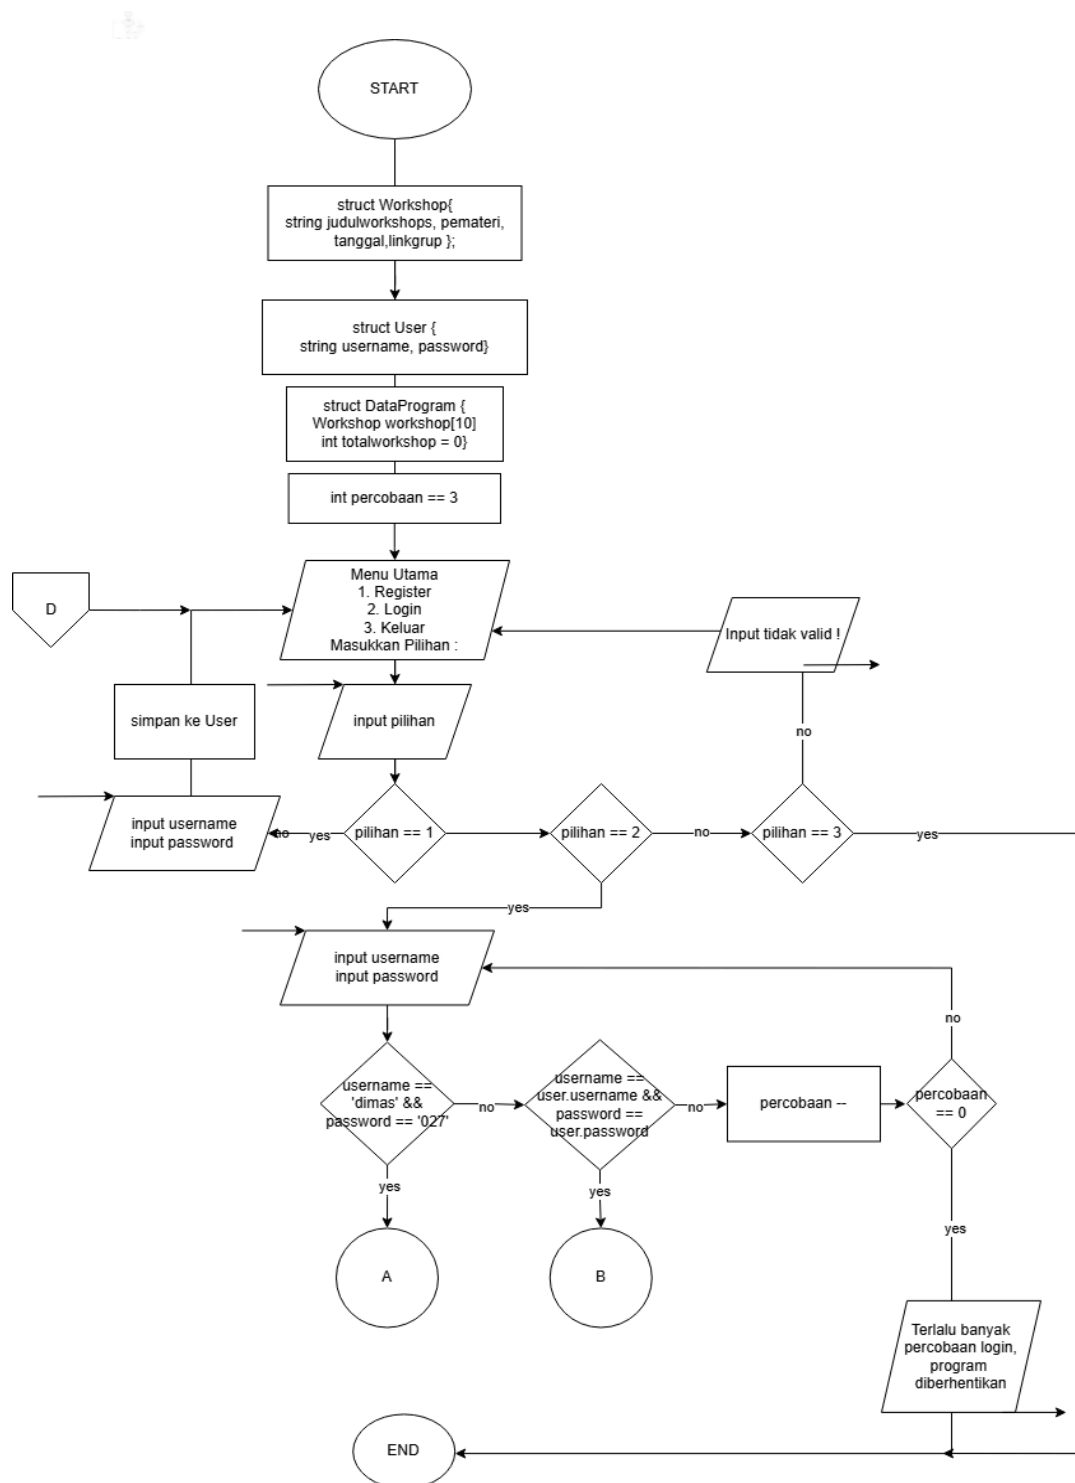 START
struct Workshop{
string judulworkshops, pemateri,
tanggal,linkgrup };
struct User {
string username, password}
struct DataProgram {
Workshop workshop[10]
int totalworkshop = 0}
int percobaan == 3
D
Menu Utama
1. Register
2. Login
3. Keluar
Masukkan Pilihan :
Input tidak valid !
simpan ke User
input pilihan
no
input username
input password
no
yes
pilihan == 1
pilihan == 2
no
pilihan == 3
yes
yes
input username
input password
no
username ==
'dimas' &&
password == '027'
no
username ==
user.username &&
password ==
user.password
no
percobaan --
percobaan
== 0
yes
yes
yes
A
B
Terlalu banyak
percobaan login,
program
diberhentikan
END